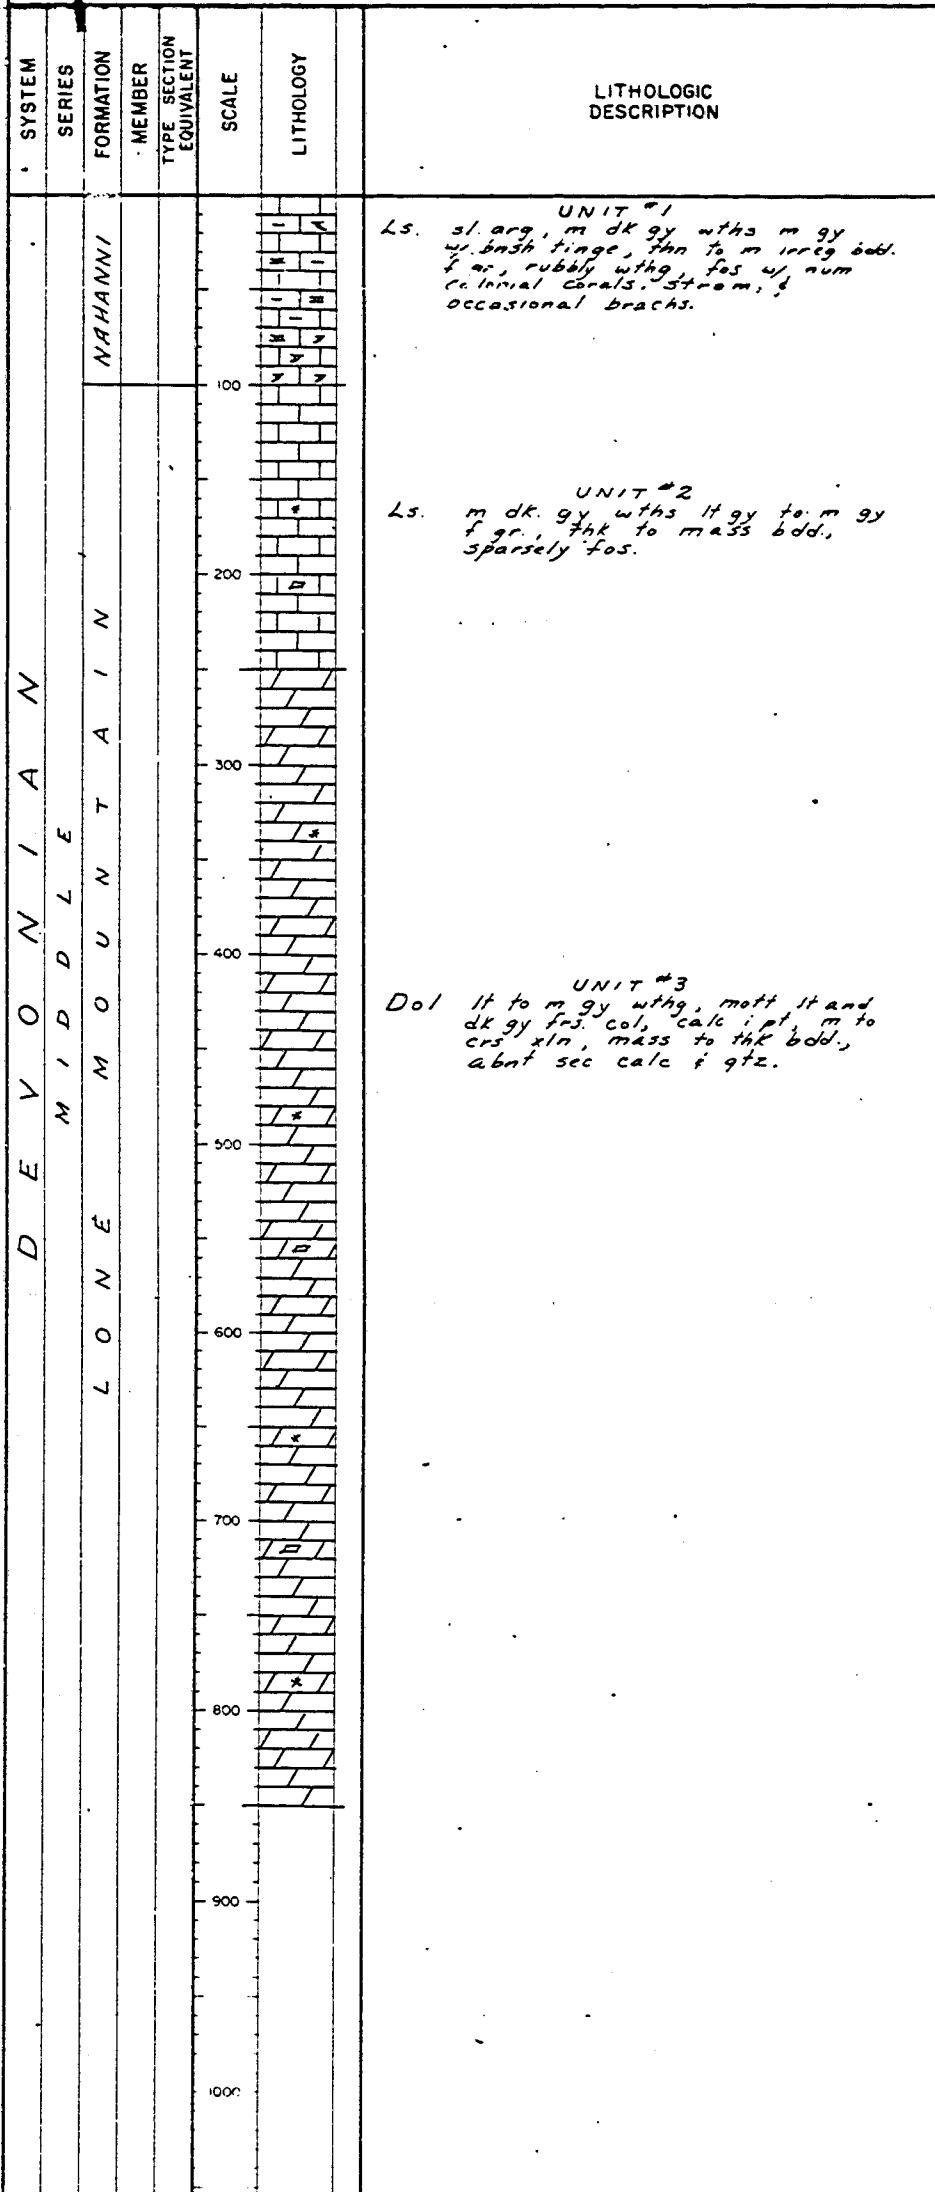 SYSTEM
SERIES
FORMATION
MEMBER
TYPE SECTION
EQUIVALENT
SCALE
LITHOLOGY
LITHOLOGIC
DESCRIPTION
DEVONIAN
MIDDLE
NAHANNI
LONE MOUNTAIN
UNIT #1
Ls. sl. arg, m dk gy wths m gy
w/ bnsh tinge, thn to m irreg bdd.
f gr, rubbly wthg, fos w/ num
colonial corals, strom, &
occasional brachs.
100
UNIT #2
Ls. m dk. gy wths lt gy to m gy
f gr., thk to mass bdd.,
sparsely fos.
200
300
400
UNIT #3
Dol lt to m gy wthg, mott lt and
dk gy frs. col, calc i pt, m to
crs xln, mass to thk bdd.,
abnt sec calc & qtz.
500
600
700
800
900
1000